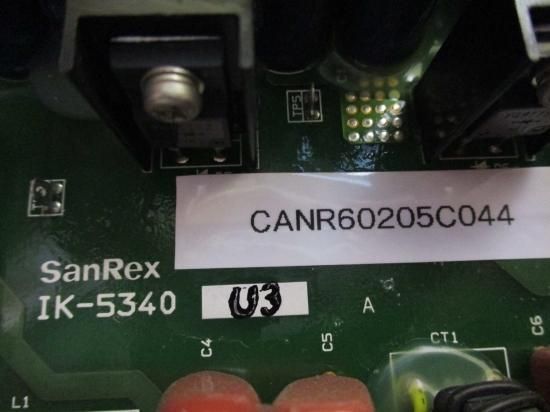 TP5
CANR60205C044
SanRex
IK-5340
U3
A
C4
C5
CT1
C6
L1